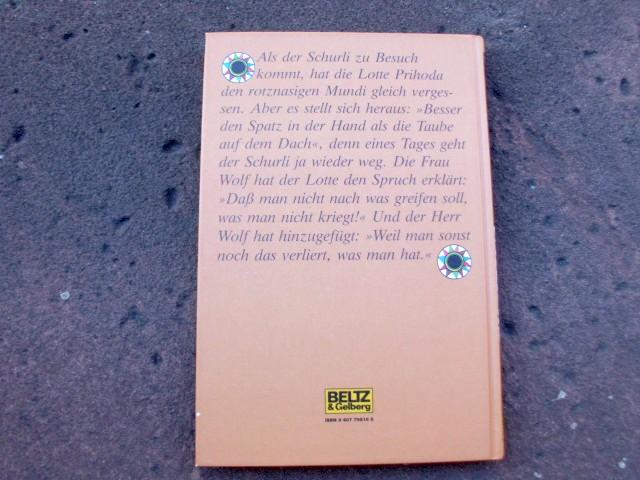 Als der Schurli zu Besuch
kommt, hat die Lotte Prihoda
den rotznasigen Mundi gleich verges-
sen. Aber es stellt sich heraus: »Besser
den Spatz in der Hand als die Taube
auf dem Dach«, denn eines Tages geht
der Schurli ja wieder weg. Die Frau
Wolf hat der Lotte den Spruch erklärt:
»Daß man nicht nach was greifen soll,
was man nicht kriegt!« Und der Herr
Wolf hat hinzugefügt: »Weil man sonst
noch das verliert, was man hat.«
BELTZ
& Gelberg
ISBN 3 407